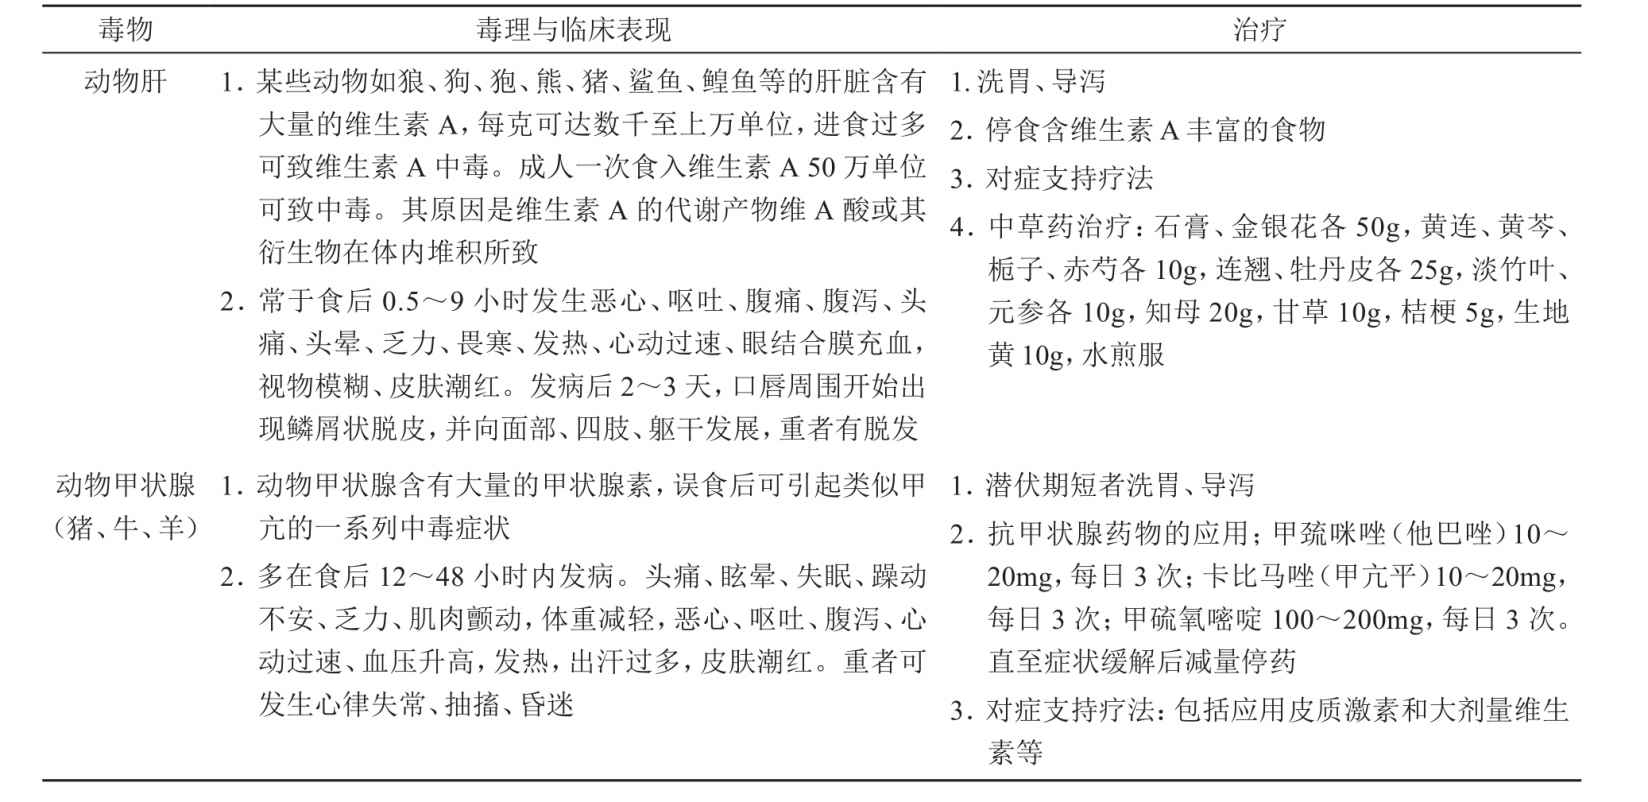 毒物 毒理与临床表现 治疗
动物肝
1. 某些动物如狼、狗、狍、熊、猪、鲨鱼、鳇鱼等的肝脏含有
大量的维生素 A，每克可达数千至上万单位，进食过多
可致维生素 A 中毒。成人一次食入维生素 A 50 万单位
可致中毒。其原因是维生素 A 的代谢产物维 A 酸或其
衍生物在体内堆积所致
2. 常于食后 0.5～9 小时发生恶心、呕吐、腹痛、腹泻、头
痛、头晕、乏力、畏寒、发热、心动过速、眼结合膜充血，
视物模糊、皮肤潮红。发病后 2～3 天，口唇周围开始出
现鳞屑状脱皮，并向面部、四肢、躯干发展，重者有脱发
1. 洗胃、导泻
2. 停食含维生素 A 丰富的食物
3. 对症支持疗法
4. 中草药治疗：石膏、金银花各 50g，黄连、黄芩、
栀子、赤芍各 10g，连翘、牡丹皮各 25g，淡竹叶、
元参各 10g，知母 20g，甘草 10g，桔梗 5g，生地
黄 10g，水煎服
动物甲状腺
（猪、牛、羊）
1. 动物甲状腺含有大量的甲状腺素，误食后可引起类似甲
亢的一系列中毒症状
2. 多在食后 12～48 小时内发病。头痛、眩晕、失眠、躁动
不安、乏力、肌肉颤动，体重减轻，恶心、呕吐、腹泻、心
动过速、血压升高，发热，出汗过多，皮肤潮红。重者可
发生心律失常、抽搐、昏迷
1. 潜伏期短者洗胃、导泻
2. 抗甲状腺药物的应用；甲巯咪唑（他巴唑）10～
20mg，每日 3 次；卡比马唑（甲亢平）10～20mg，
每日 3 次；甲硫氧嘧啶 100～200mg，每日 3 次。
直至症状缓解后减量停药
3. 对症支持疗法：包括应用皮质激素和大剂量维生
素等